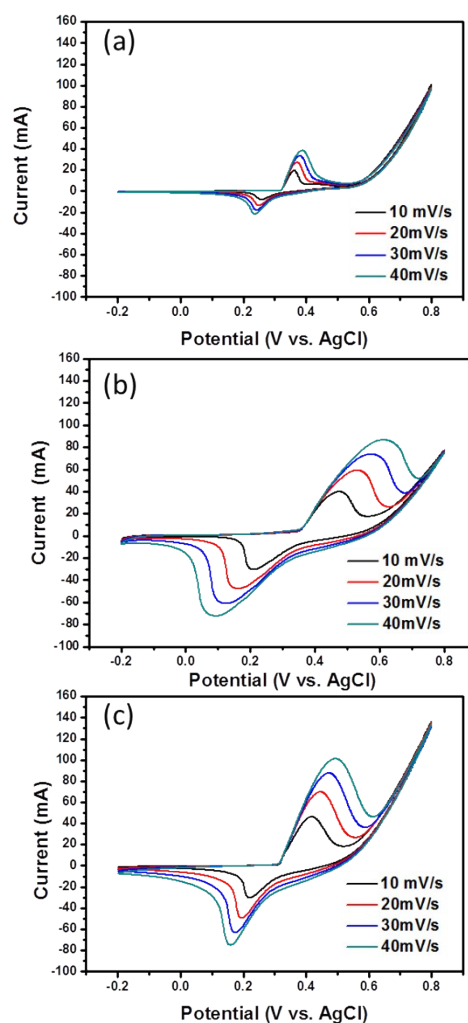 (a)
160
140
120
100
80
60
40
20
0
-20
-40
-60
-80
-100
Current (mA)
10 mV/s
20mV/s
30mV/s
40mV/s
-0.2 0.0 0.2 0.4 0.6 0.8
Potential (V vs. AgCl)
(b)
160
140
120
100
80
60
40
20
0
-20
-40
-60
-80
-100
Current (mA)
10 mV/s
20mV/s
30mV/s
40mV/s
-0.2 0.0 0.2 0.4 0.6 0.8
Potential (V vs. AgCl)
(c)
160
140
120
100
80
60
40
20
0
-20
-40
-60
-80
-100
Current (mA)
10 mV/s
20mV/s
30mV/s
40mV/s
-0.2 0.0 0.2 0.4 0.6 0.8
Potential (V vs. AgCl)